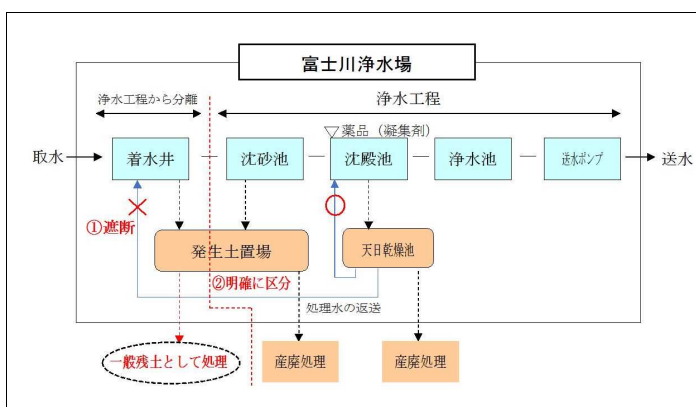 富士川浄水場
浄水工程から分離
浄水工程
▽薬品（凝集剤）
取水
着水井
沈砂池
沈殿池
浄水池
送水ポンプ
送水
①遮断
発生土置場
天日乾燥池
②明確に区分
処理水の返送
一般残土として処理
産廃処理
産廃処理